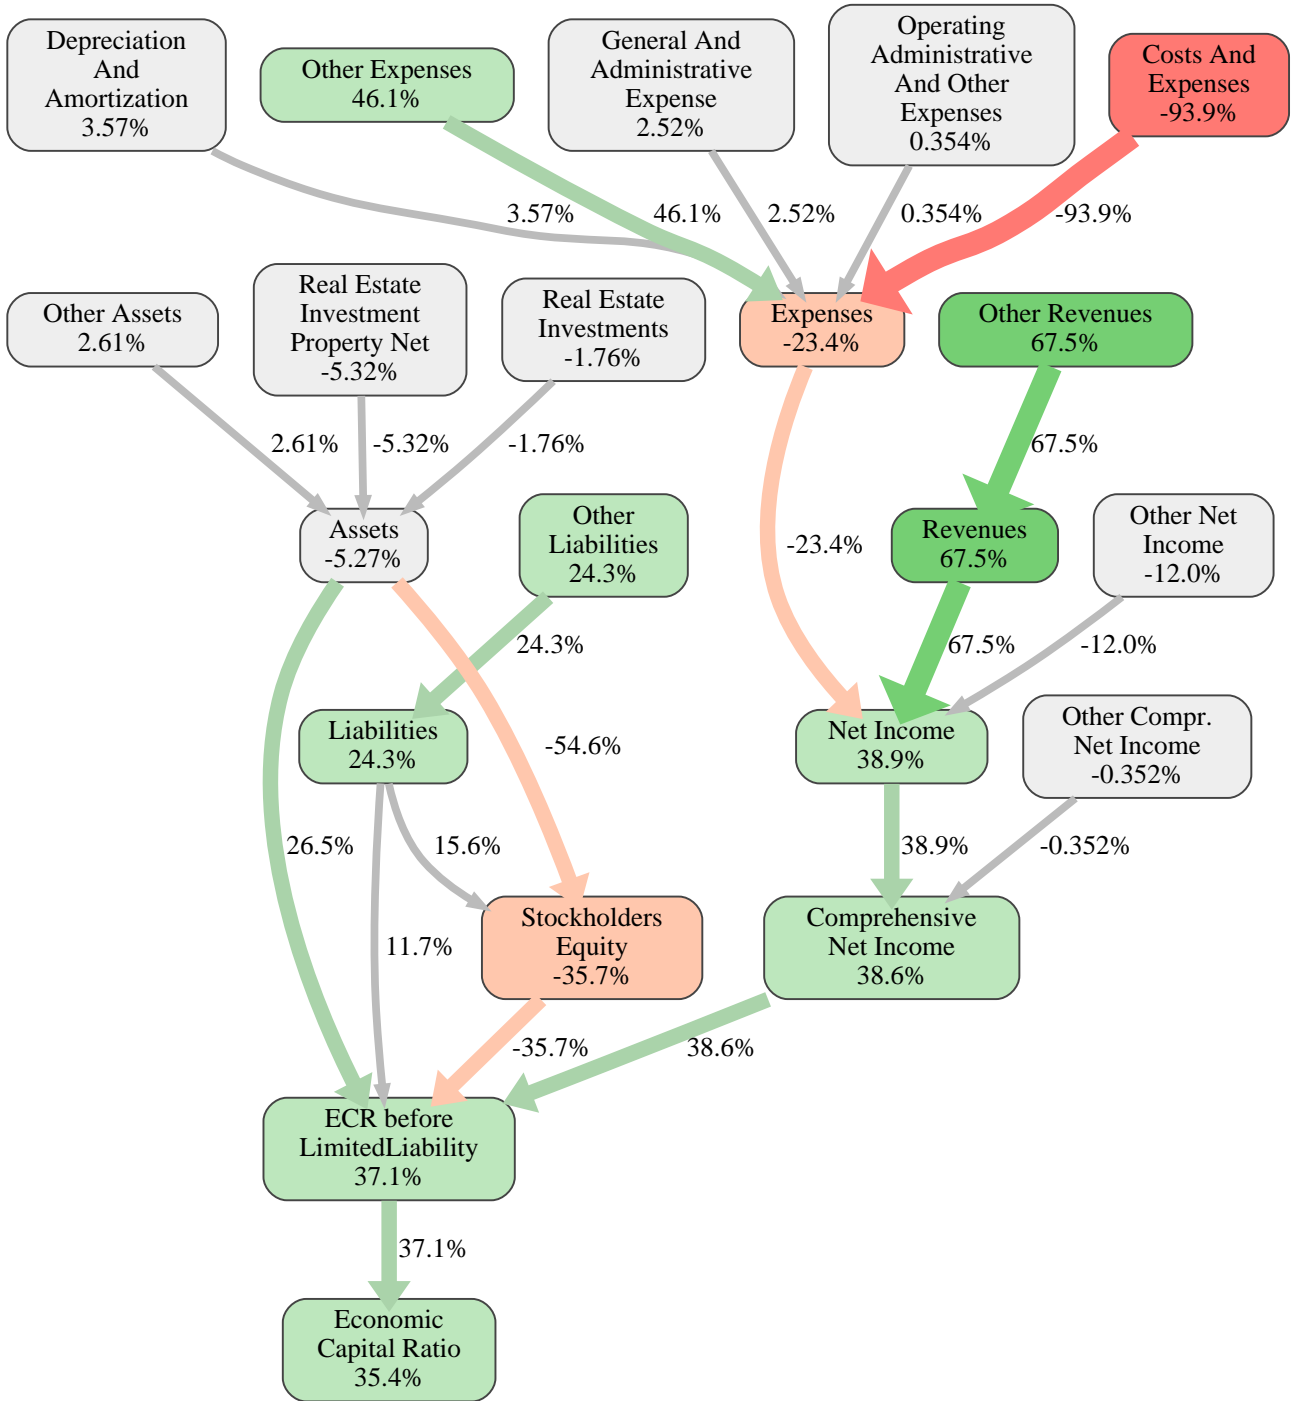 Depreciation
And
Amortization
3.57%
Other Expenses
46.1%
General And
Administrative
Expense
2.52%
Operating
Administrative
And Other
Expenses
0.354%
Costs And
Expenses
-93.9%
3.57%
46.1%
2.52%
0.354%
-93.9%
Other Assets
2.61%
Real Estate
Investment
Property Net
-5.32%
Real Estate
Investments
-1.76%
Expenses
-23.4%
Other Revenues
67.5%
2.61%
-5.32%
-1.76%
67.5%
Assets
-5.27%
Other
Liabilities
24.3%
-23.4%
Revenues
67.5%
Other Net
Income
-12.0%
24.3%
67.5%
-12.0%
Liabilities
24.3%
-54.6%
Net Income
38.9%
Other Compr.
Net Income
-0.352%
26.5%
15.6%
38.9%
-0.352%
11.7%
Stockholders
Equity
-35.7%
Comprehensive
Net Income
38.6%
-35.7%
38.6%
ECR before
LimitedLiability
37.1%
37.1%
Economic
Capital Ratio
35.4%